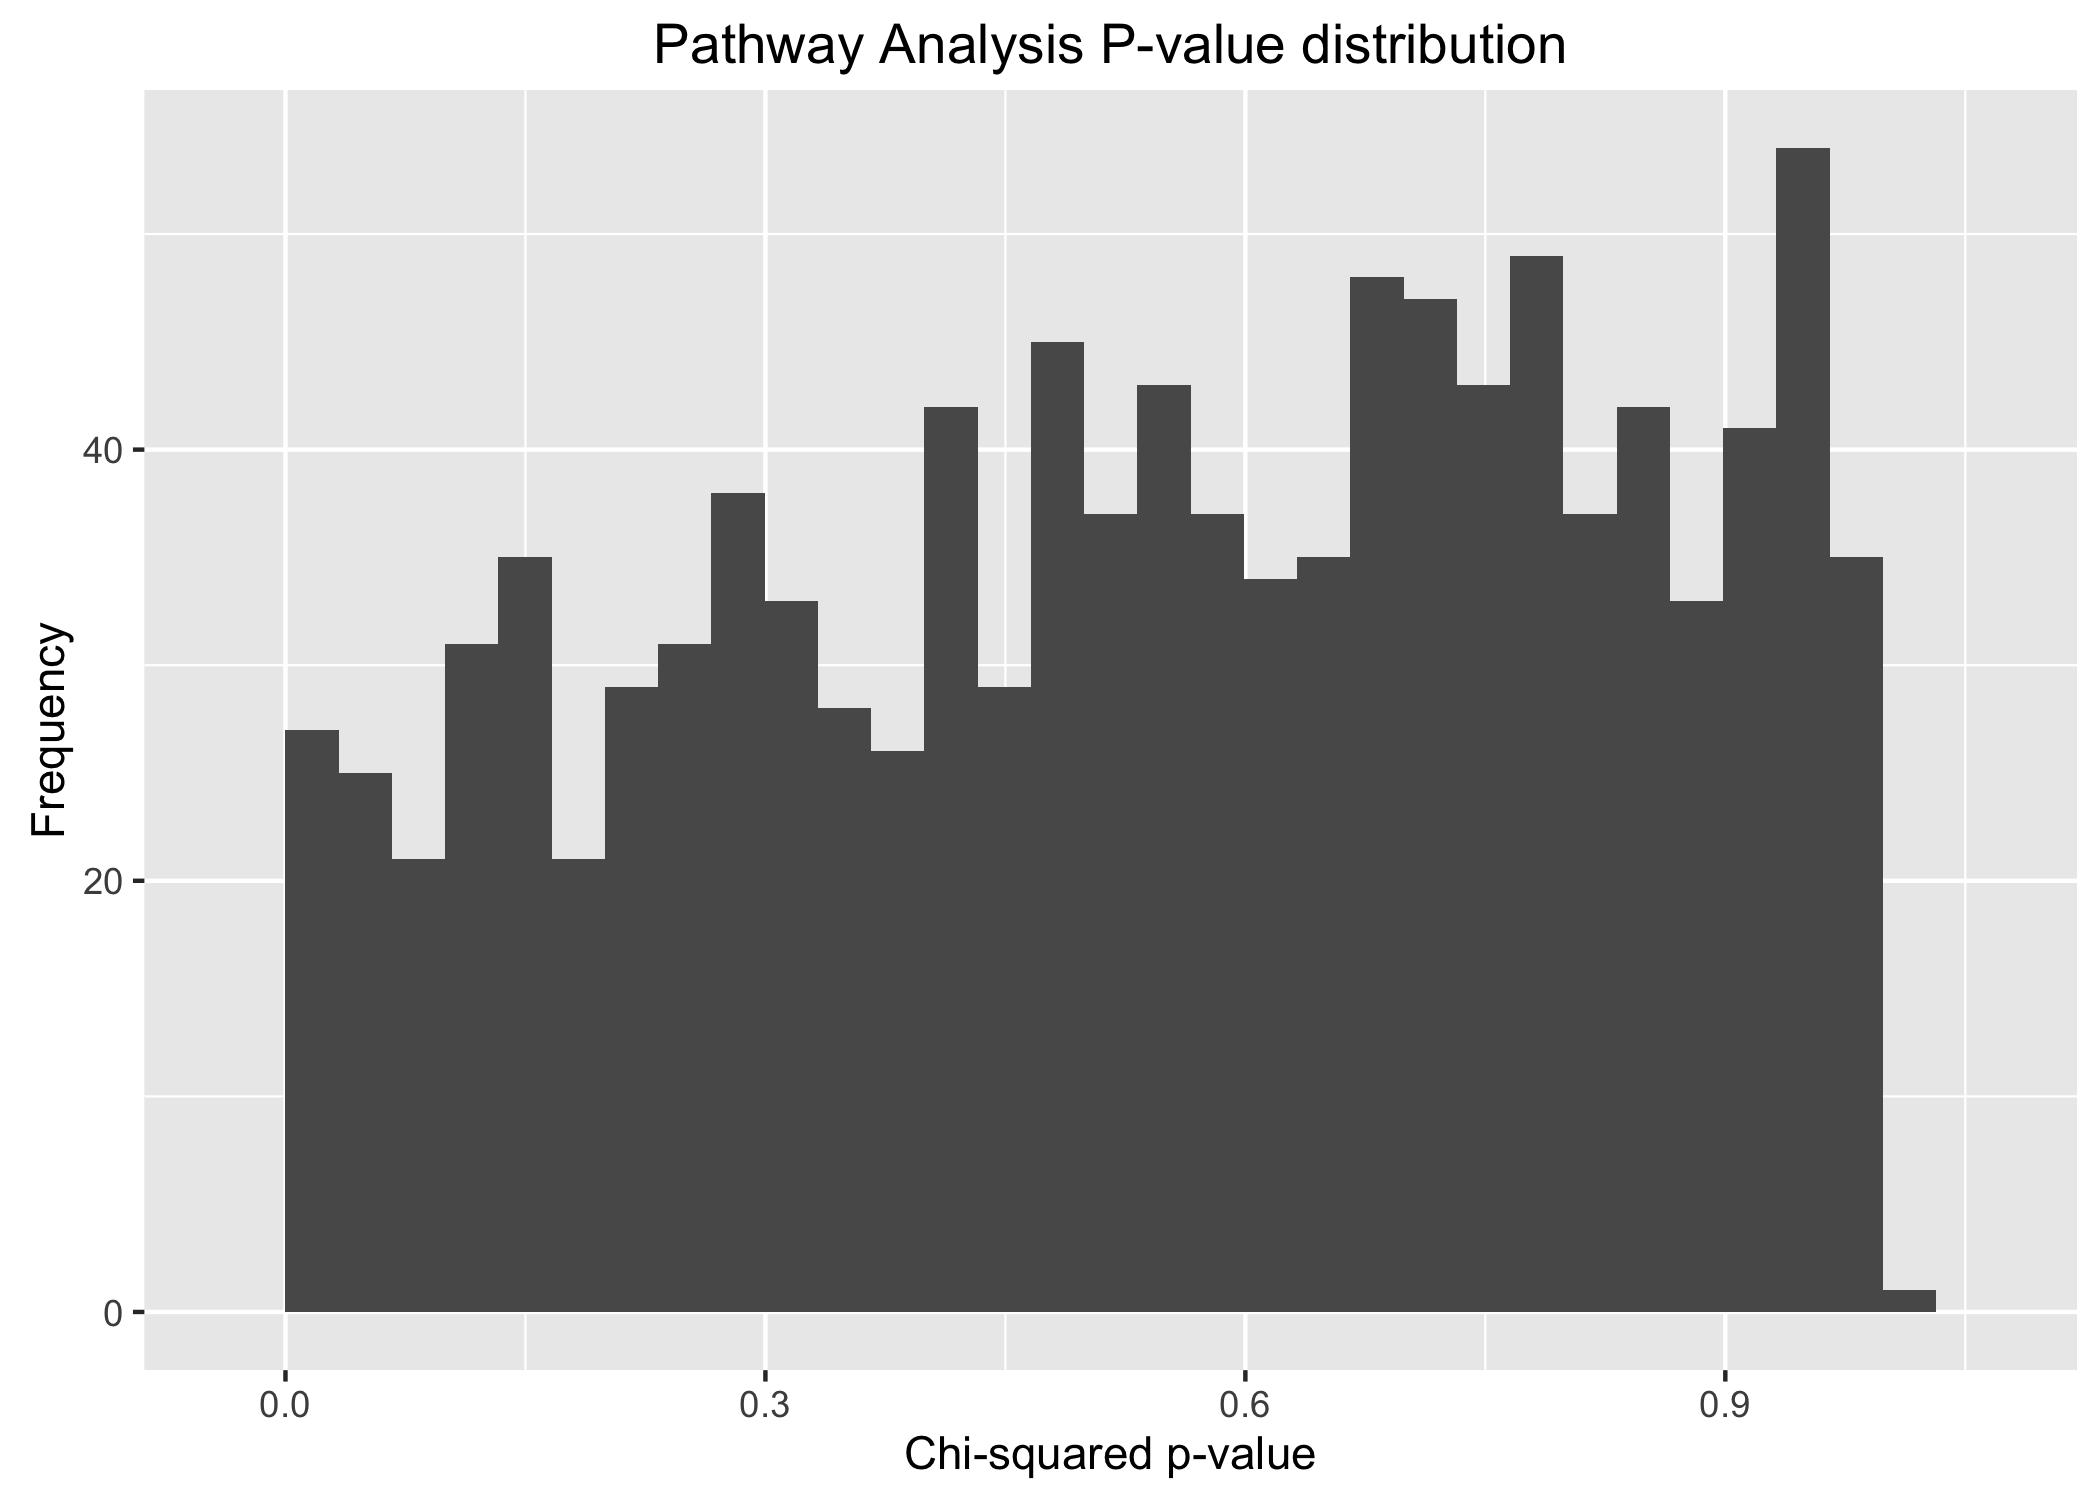 Pathway Analysis P-value distribution
Frequency
40
20
0
0.0 0.3 0.6 0.9
Chi-squared p-value